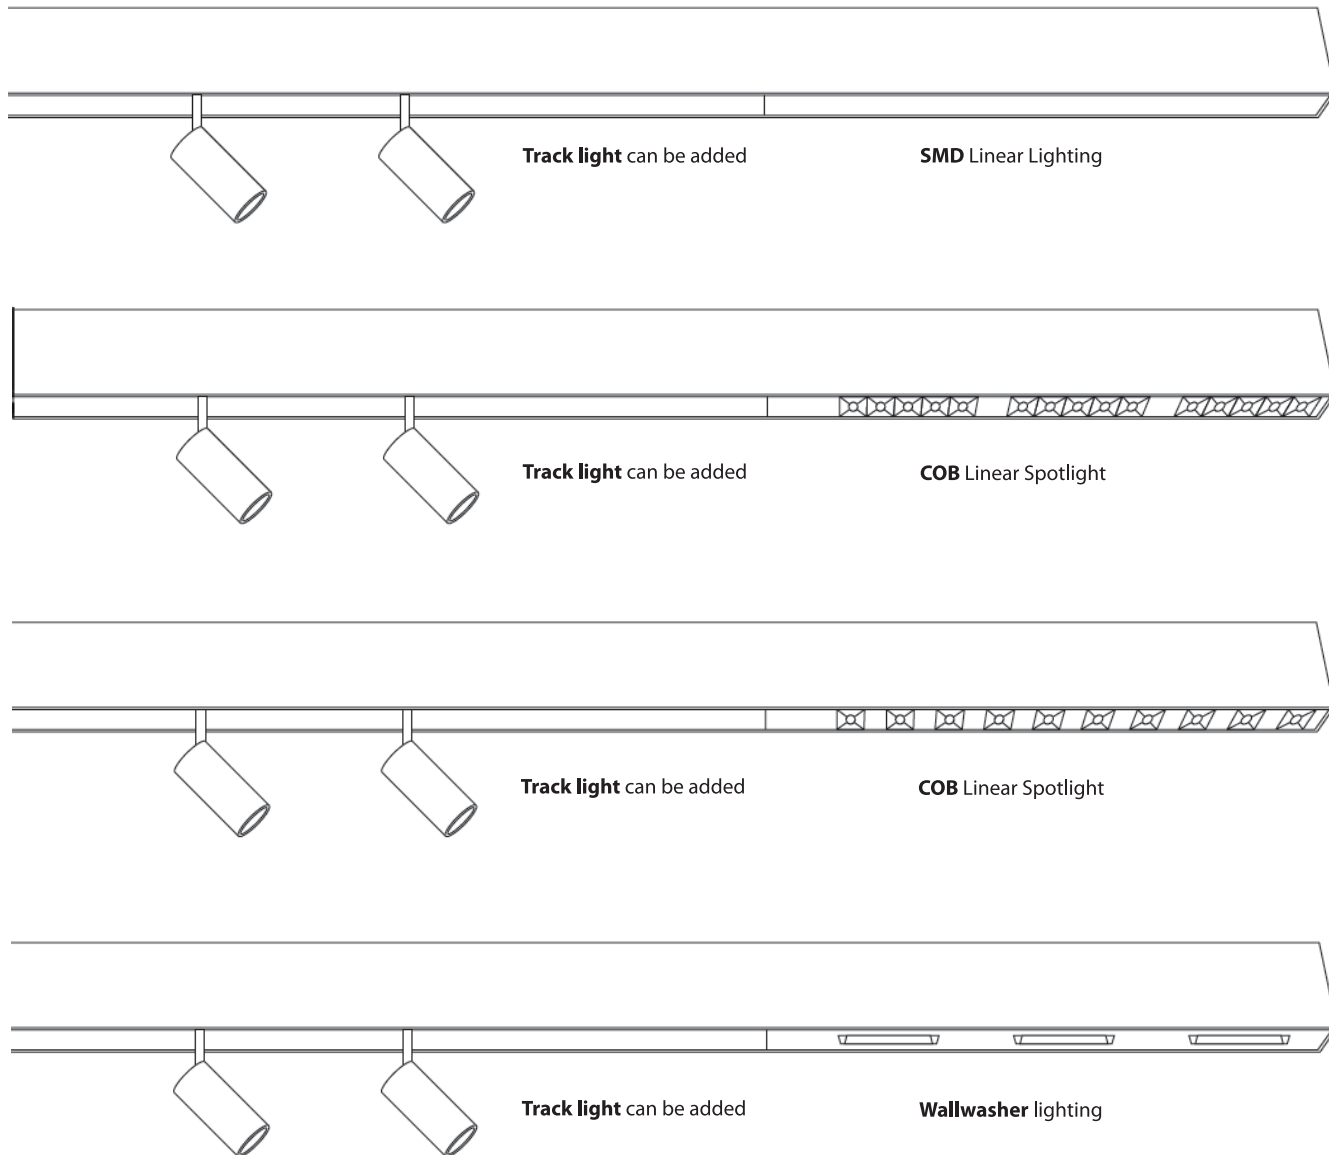 Track light can be added SMD Linear Lighting
Track light can be added COB Linear Spotlight
Track light can be added COB Linear Spotlight
Track light can be added Wallwasher lighting